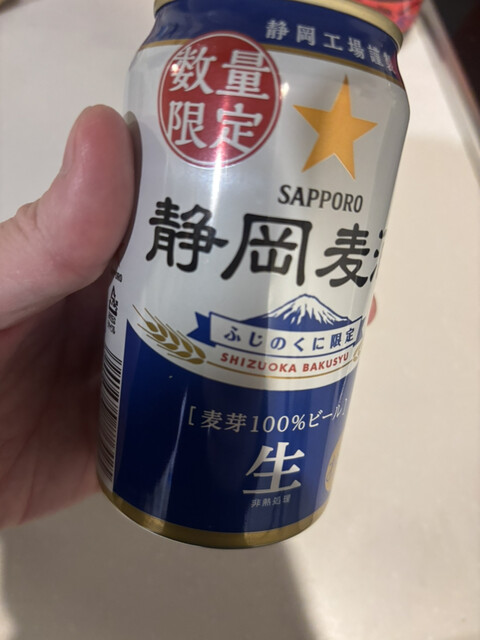 静岡工場謹製
数量
限定
SAPPORO
静岡麦
ふじのくに限定
SHIZUOKA BAKUSYU
[麦芽100%ビール]
生
非熱処理